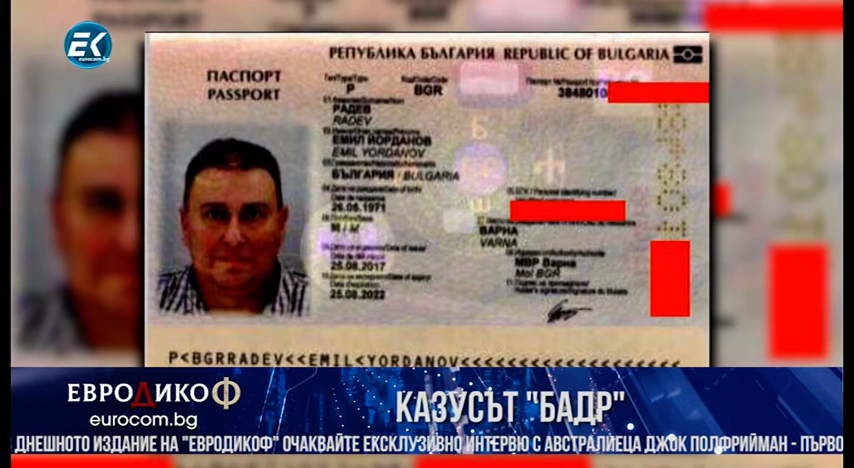 EK
eurocom.bg
РЕПУБЛИКА БЪЛГАРИЯ REPUBLIC OF BULGARIA
ПАСПОРТ
PASSPORT
P
BGR
3848010
РАДЕВ
RADEV
ЕМИЛ ЙОРДАНОВ
EMIL YORDANOV
БЪЛГАРИЯ / BULGARIA
26.05.1971
М / M
ВАРНА
VARNA
25.08.2017
МВР Варна
MoI BGR
25.08.2022
P<BGRRADEV<<EMIL<YORDANOV<<<<<<<<<<<<<<<<<<<
ЕВРОДИКОФ
eurocom.bg
КАЗУСЪТ "БАДР"
ДНЕШНОТО ИЗДАНИЕ НА "ЕВРОДИКОФ" ОЧАКВАЙТЕ ЕКСКЛУЗИВНО ИНТЕРВЮ С АВСТРАЛИЕЦА ДЖОК ПОЛФРИЙМАН - ПЪРВО